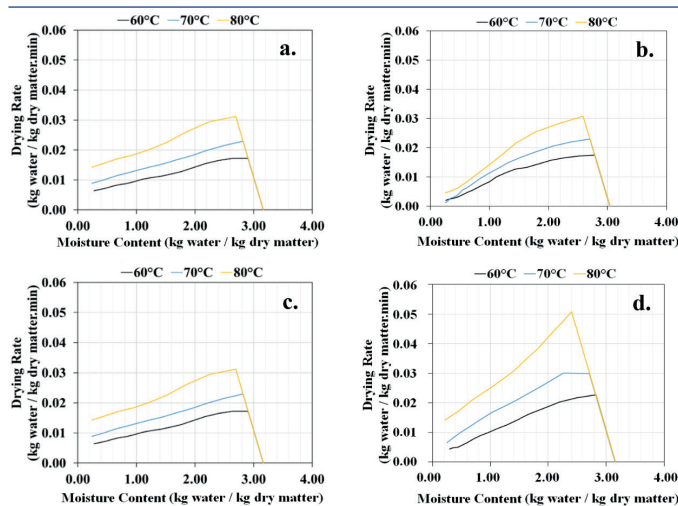 60°C 70°C 80°C
a.
Drying Rate
(kg water / kg dry matter.min)
0.06
0.05
0.04
0.03
0.02
0.01
0.00
0.00 1.00 2.00 3.00 4.00
Moisture Content (kg water / kg dry matter)
60°C 70°C 80°C
b.
Drying Rate
(kg water / kg dry matter.min)
0.06
0.05
0.04
0.03
0.02
0.01
0.00
0.00 1.00 2.00 3.00 4.00
Moisture Content (kg water / kg dry matter)
60°C 70°C 80°C
c.
Drying Rate
(kg water / kg dry matter.min)
0.06
0.05
0.04
0.03
0.02
0.01
0.00
0.00 1.00 2.00 3.00 4.00
Moisture Content (kg water / kg dry matter)
60°C 70°C 80°C
d.
Drying Rate
(kg water / kg dry matter.min)
0.06
0.05
0.04
0.03
0.02
0.01
0.00
0.00 1.00 2.00 3.00 4.00
Moisture Content (kg water / kg dry matter)